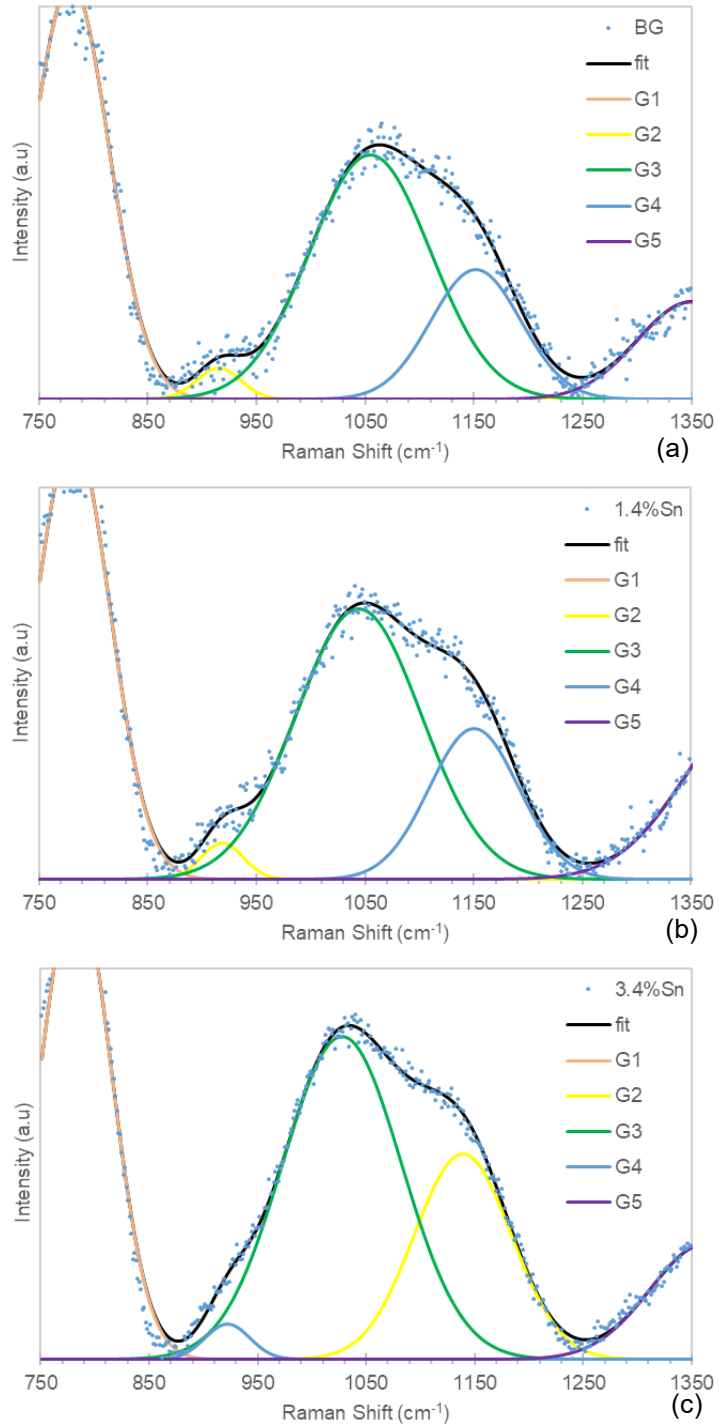 BG
fit
G1
G2
G3
G4
G5
Intensity (a.u)
750 850 950 1050 1150 1250 1350
Raman Shift (cm-1)
(a)
1.4%Sn
fit
G1
G2
G3
G4
G5
Intensity (a.u)
750 850 950 1050 1150 1250 1350
Raman Shift (cm-1)
(b)
3.4%Sn
fit
G1
G2
G3
G4
G5
Intensity (a.u)
750 850 950 1050 1150 1250 1350
Raman Shift (cm-1)
(c)